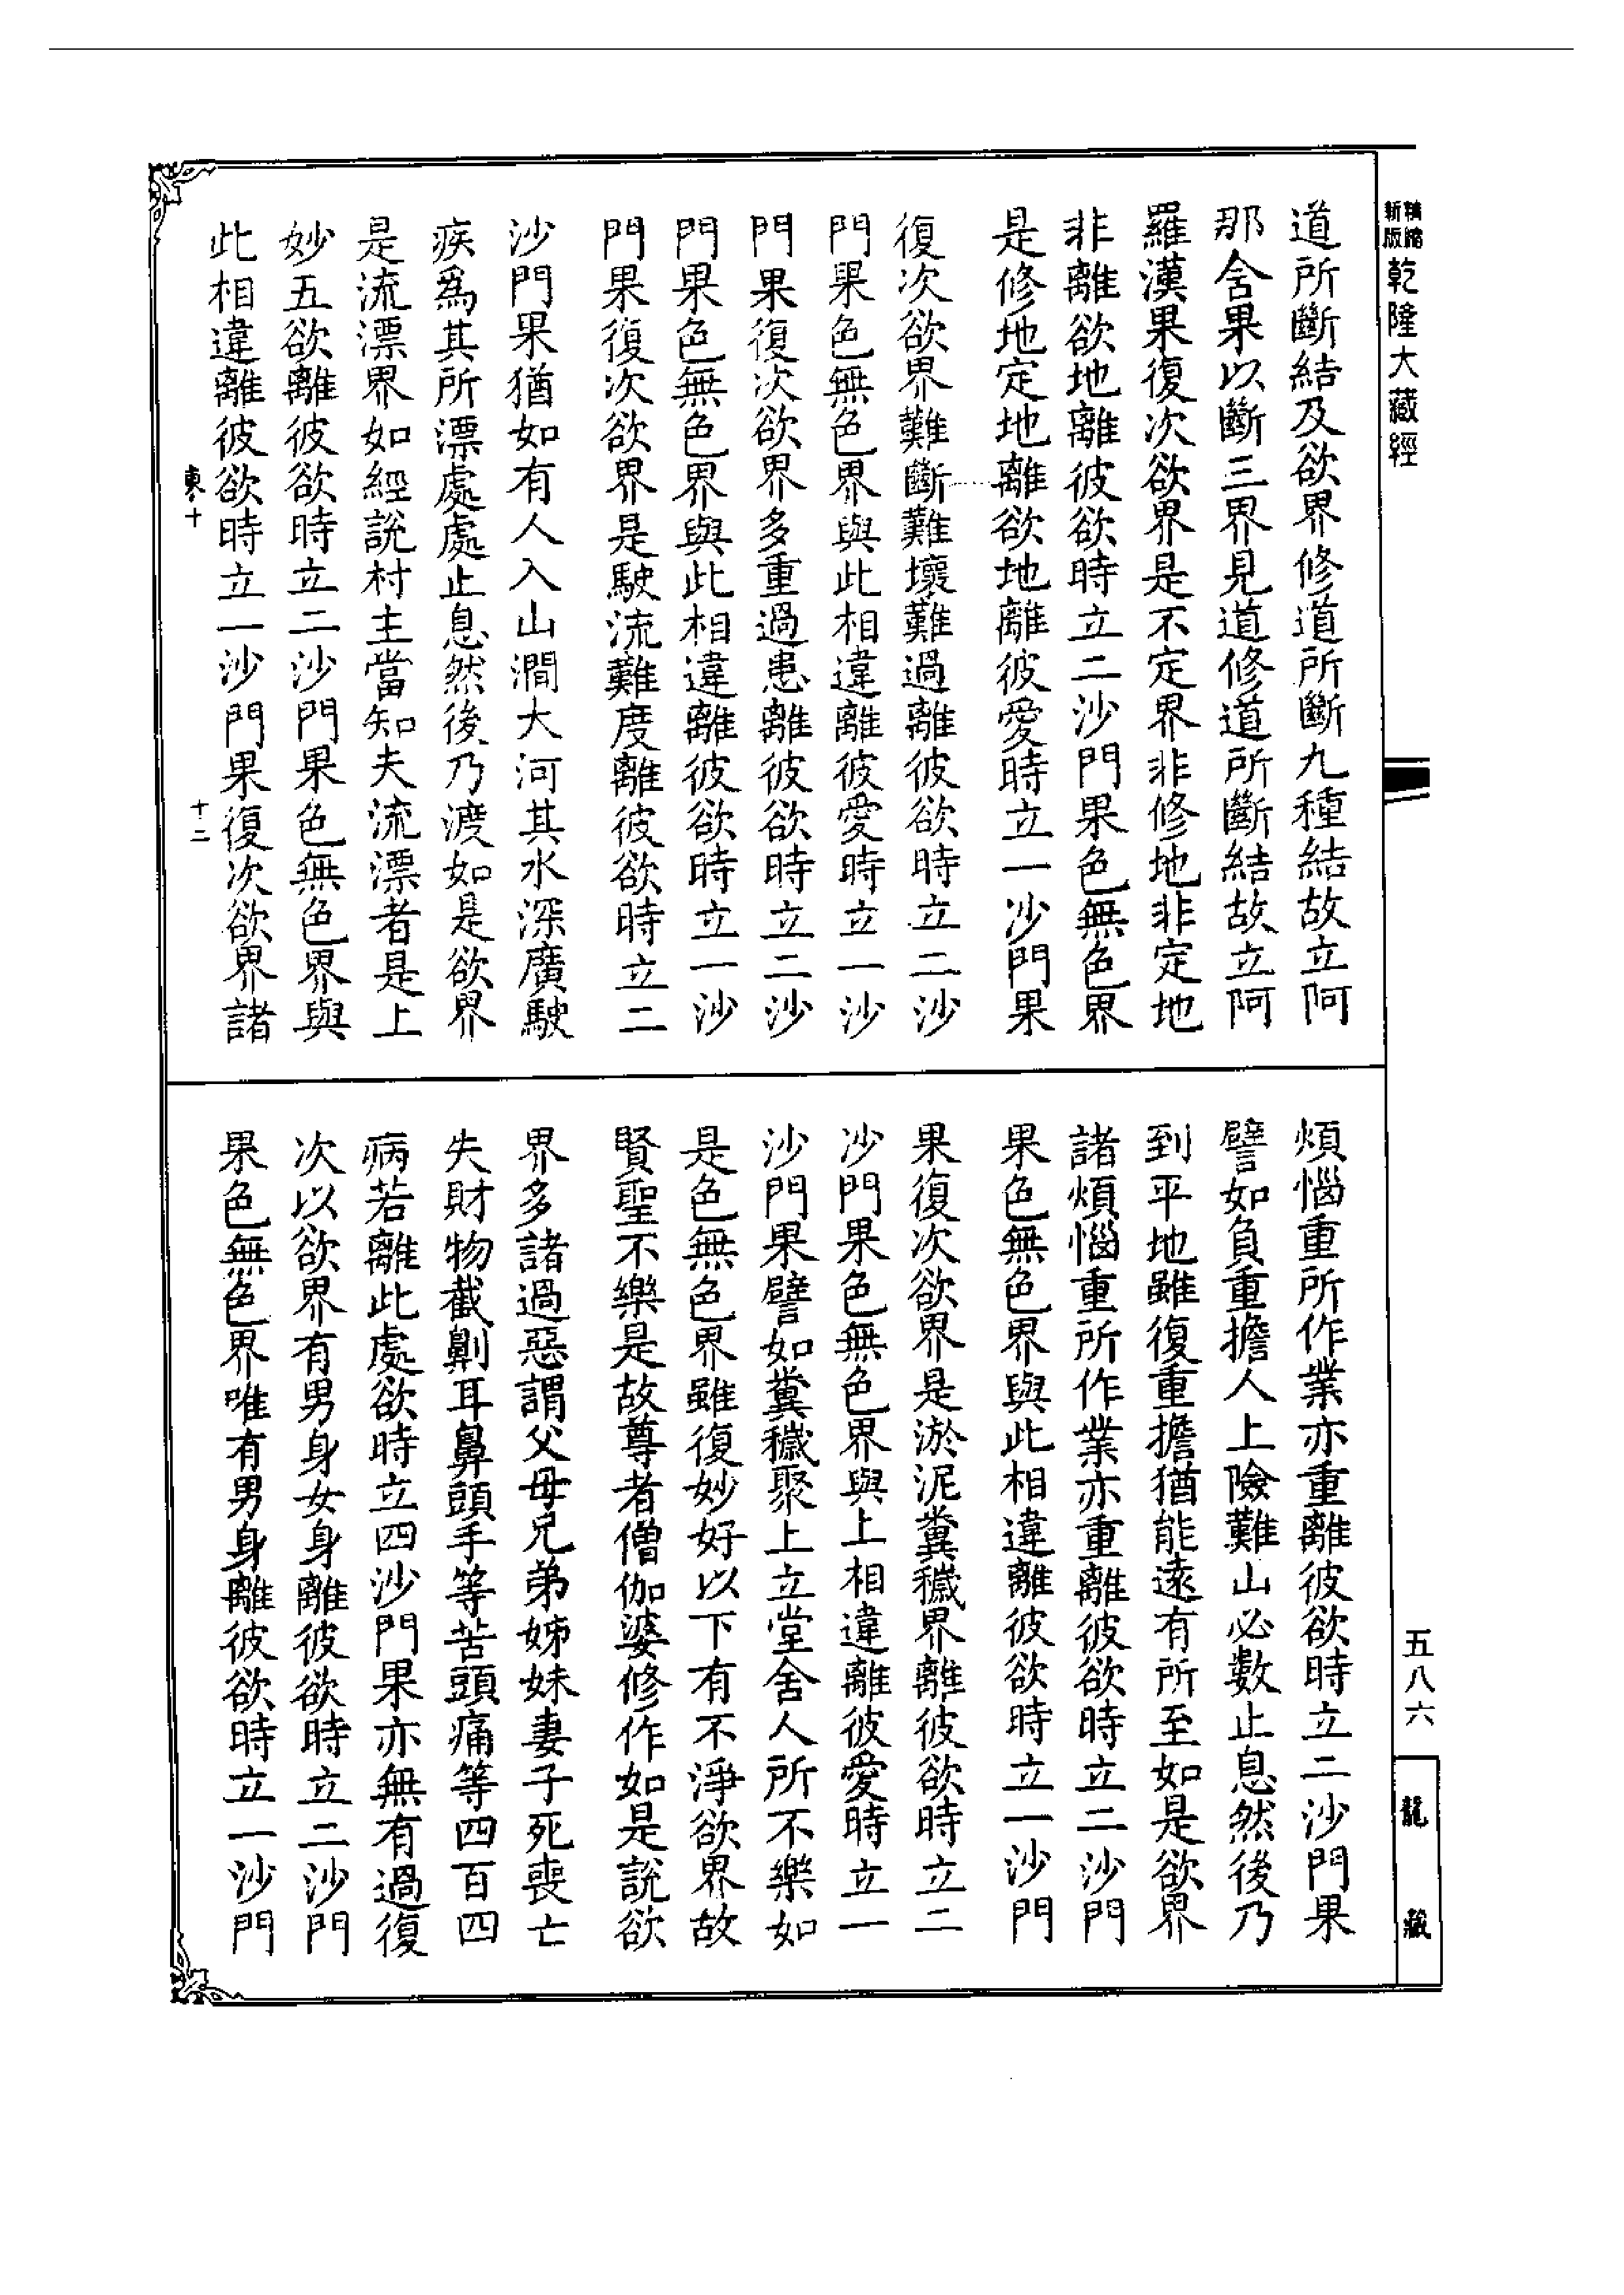 精縮新版 乾隆大藏經
道所斷結及欲界修道所斷九種結故立阿
那舍果以斷三界見道修道所斷結故立阿
羅漢果復次欲界是不定界非修地非定地
非離欲地離彼欲時立二沙門果色無色界
是修地定地離欲地離彼愛時立一沙門果
復次欲界難斷難壞難過離彼欲時立二沙
門果色無色界與此相違離彼愛時立一沙
門果復次欲界多重過患離彼欲時立二沙
門果色無色界與此相違離彼欲時立一沙
門果復次欲界是駛流難度離彼欲時立二
沙門果猶如有人入山澗大河其水深廣駛
疾為其所漂處處止息然後乃渡如是欲界
是流漂界如經說村主當知夫流漂者是上
妙五欲離彼欲時立二沙門果色無色界與
此相違離彼欲時立一沙門果復次欲界諸
東十 十二
煩惱重所作業亦重離彼欲時立二沙門果
譬如負重擔人上險難山必數止息然後乃
到平地雖復重擔猶能遠有所至如是欲界
諸煩惱重所作業亦重離彼欲時立二沙門
果色無色界與此相違離彼欲時立一沙門
果復次欲界是淤泥糞穢界離彼欲時立二
沙門果色無色界與上相違離彼愛時立一
沙門果譬如糞穢聚上立堂舍人所不樂如
是色無色界雖復妙好以下有不淨欲界故
賢聖不樂是故尊者僧伽婆修作如是說欲
界多諸過惡謂父母兄弟姊妹妻子死喪亡
失財物截劓耳鼻頭手等苦頭痛等四百四
病若離此處欲時立四沙門果亦無有過復
次以欲界有男身女身離彼欲時立二沙門
果色無色界唯有男身離彼欲時立一沙門
五八六
龍藏